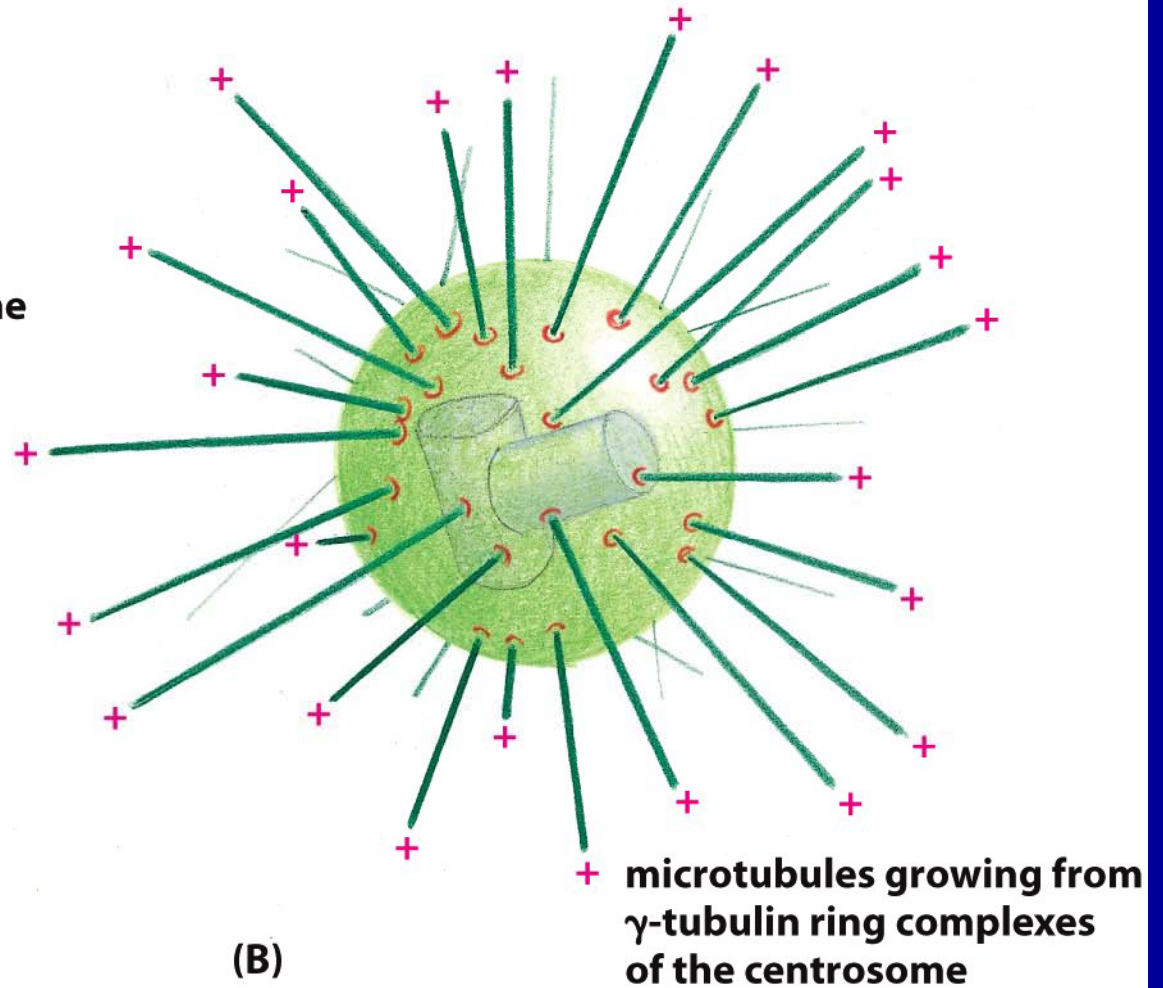 microtubules growing from
γ-tubulin ring complexes
of the centrosome
(B)